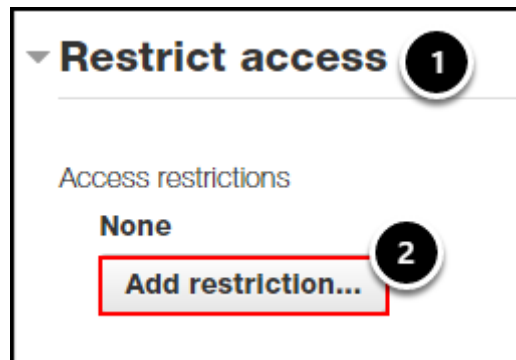 Restrict access 1
Access restrictions
None
2
Add restriction...